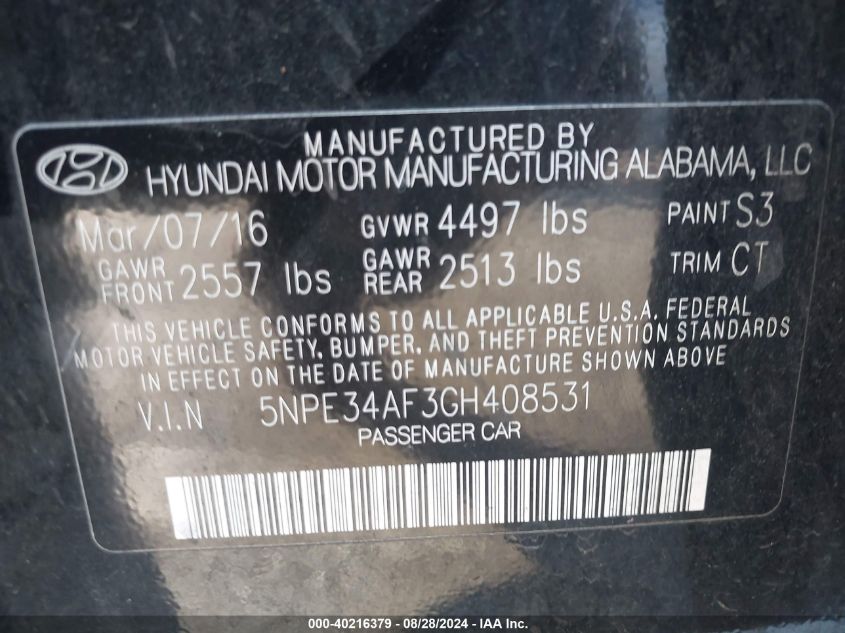 MANUFACTURED BY
HYUNDAI MOTOR MANUFACTURING ALABAMA, LLC
Mar/07/16 GVWR 4497 lbs PAINT S3
GAWR FRONT 2557 lbs GAWR REAR 2513 lbs TRIM CT
THIS VEHICLE CONFORMS TO ALL APPLICABLE U.S.A. FEDERAL
MOTOR VEHICLE SAFETY, BUMPER, AND THEFT PREVENTION STANDARDS
IN EFFECT ON THE DATE OF MANUFACTURE SHOWN ABOVE
V.I.N 5NPE34AF3GH408531
PASSENGER CAR
000-40216379 - 08/28/2024 - IAA Inc.